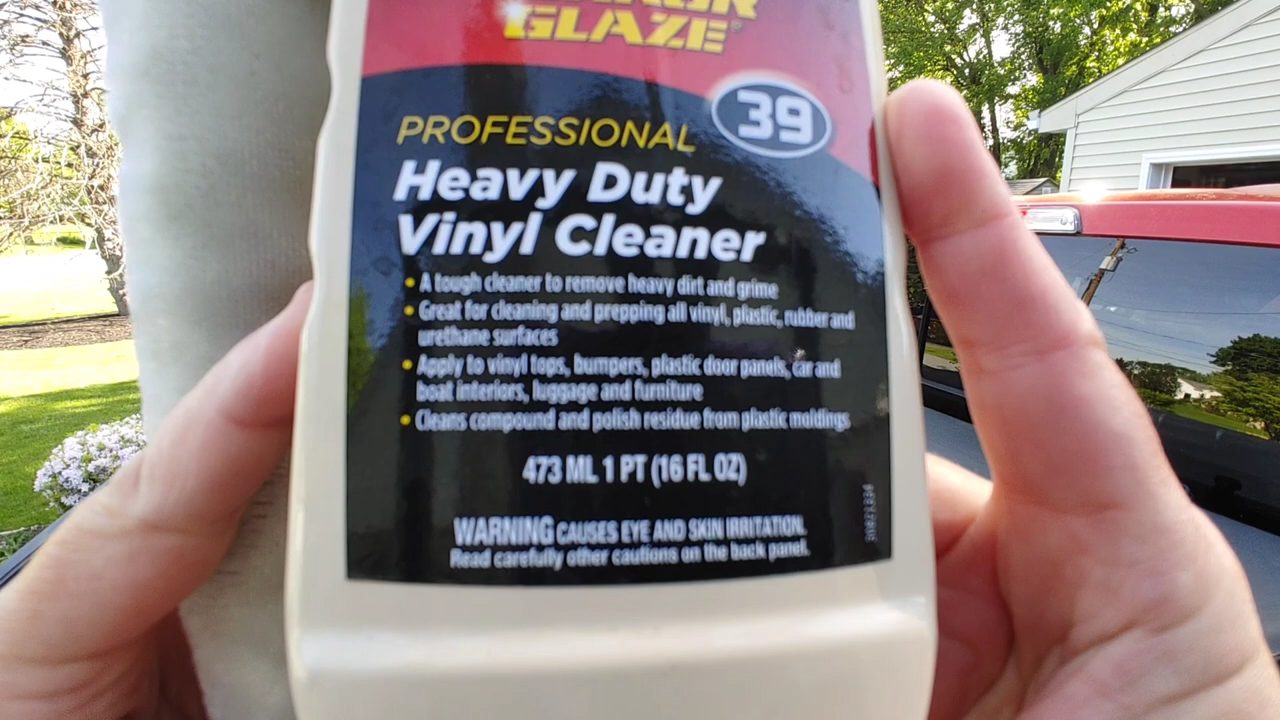 GLAZE®
39
PROFESSIONAL
Heavy Duty
Vinyl Cleaner
• A tough cleaner to remove heavy dirt and grime
• Great for cleaning and prepping all vinyl, plastic, rubber and
urethane surfaces
• Apply to vinyl tops, bumpers, plastic door panels, car and
boat interiors, luggage and furniture
• Cleans compound and polish residue from plastic moldings
473 ML 1 PT (16 FL OZ)
WARNING CAUSES EYE AND SKIN IRRITATION.
Read carefully other cautions on the back panel.